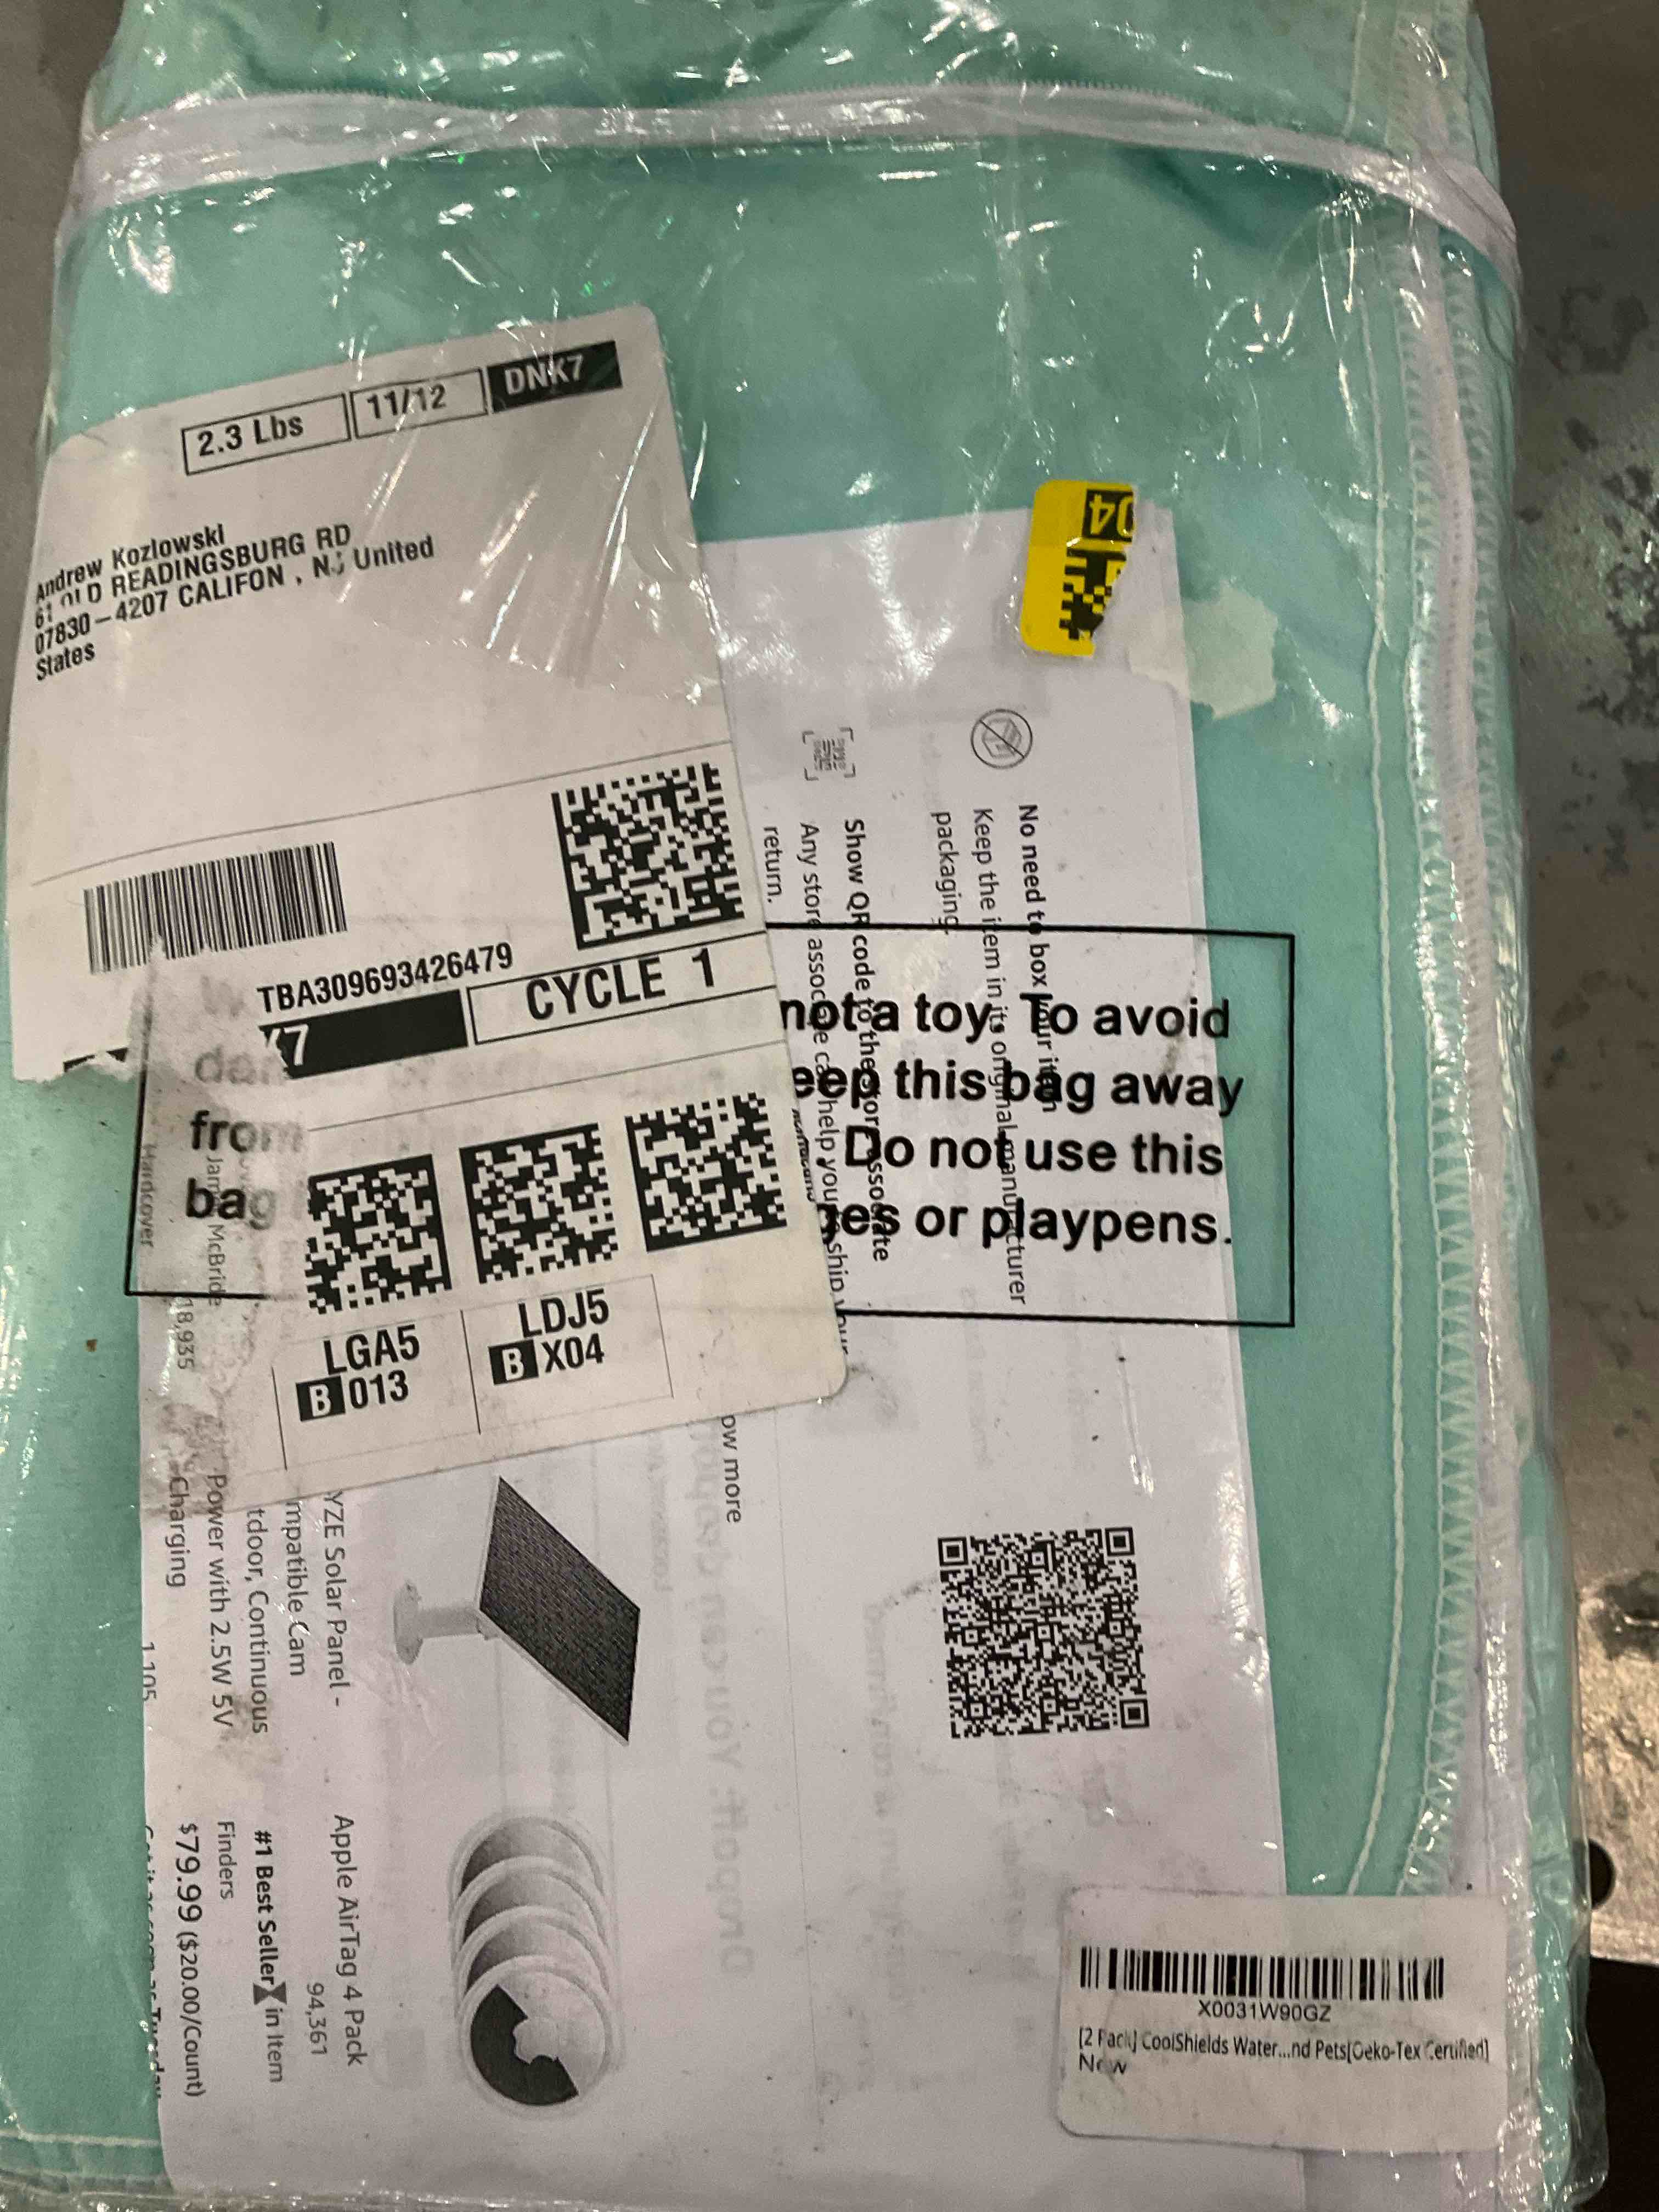 2.3 Lbs
11/12
DNK7
Andrew Kozlowski
61 OLD READINGSBURG RD
07830-4207 CALIFON , NJ United
States
TBA309693426479
CYCLE 1
LGA5
B 013
LDJ5
B X04
04
No need to box your item
Keep the item in its original manufacturer
packaging.
Show QR code to the store associate
Any store associate can help you ship your
return.
not a toy. To avoid
eep this bag away
from
Do not use this
bag
or playpens.
Hardcover
McBride
18,935
ow more
YZE Solar Panel -
mpatible Cam
tdoor, Continuous
Power with 2.5W 5V
Charging
1,105
Apple AirTag 4 Pack
94,361
#1 Best Seller in Item
Finders
$79.99 ($20.00/Count)
X0031W90GZ
[2 Pack] CoolShields Water...nd Pets[Oeko-Tex Certified]
New